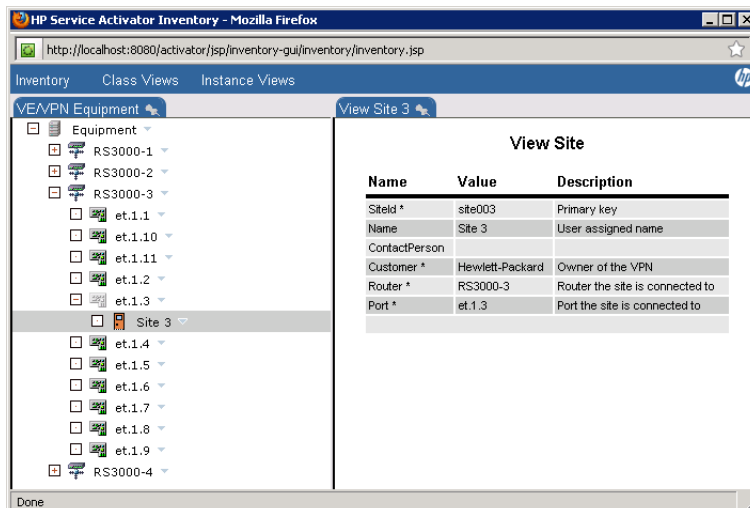 HP Service Activator Inventory - Mozilla Firefox
http://localhost:8080/activator/jsp/inventory-gui/inventory/inventory.jsp
Inventory Class Views Instance Views
hp
VE/VPN Equipment
View Site 3
Equipment
RS3000-1
RS3000-2
RS3000-3
et.1.1
et.1.10
et.1.11
et.1.2
et.1.3
Site 3
et.1.4
et.1.5
et.1.6
et.1.7
et.1.8
et.1.9
RS3000-4
View Site
Name Value Description
SiteId * site003 Primary key
Name Site 3 User assigned name
ContactPerson
Customer * Hewlett-Packard Owner of the VPN
Router * RS3000-3 Router the site is connected to
Port * et.1.3 Port the site is connected to
Done